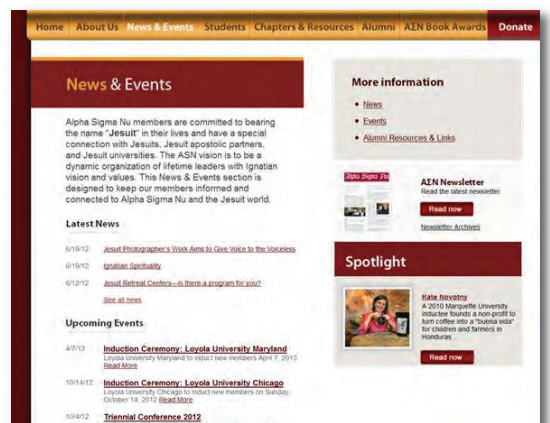 Home About Us News & Events Students Chapters & Resources Alumni ΑΣΝ Book Awards Donate
News & Events
Alpha Sigma Nu members are committed to bearing
the name "Jesuit" in their lives and have a special
connection with Jesuits, Jesuit apostolic partners,
and Jesuit universities. The ASN vision is to be a
dynamic organization of lifetime leaders with Ignatian
vision and values. This News & Events section is
designed to keep our members informed and
connected to Alpha Sigma Nu and the Jesuit world.
Latest News
6/19/12 Jesuit Photographer's Work Aims to Give Voice to the Voiceless
6/19/12 Ignatian Spirituality
6/12/12 Jesuit Retreat Centers—is there a program for you?
See all news
Upcoming Events
4/7/13 Induction Ceremony: Loyola University Maryland
Loyola University Maryland to induct new members April 7, 2013
Read More
10/14/12 Induction Ceremony: Loyola University Chicago
Loyola University Chicago to induct new members on Sunday,
October 14, 2012 Read More
10/4/12 Triennial Conference 2012
More information
• News
• Events
• Alumni Resources & Links
Alpha Sigma Nu
ΑΣΝ Newsletter
Read the latest newsletter.
Read now
Newsletter Archives
Spotlight
Kate Novotny
A 2010 Marquette University
inductee founds a non-profit to
turn coffee into a "buena vida"
for children and farmers in
Honduras
Read now